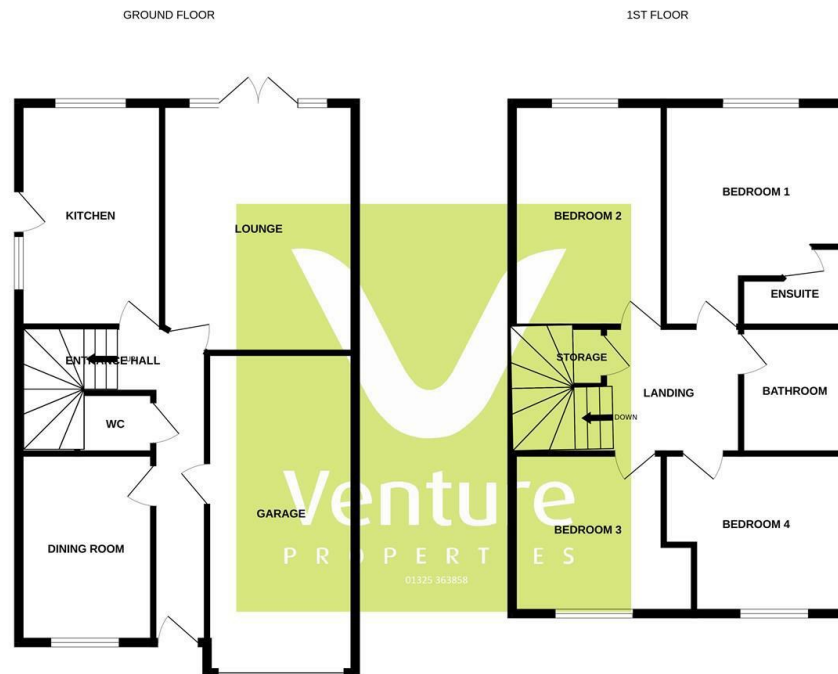 GROUND FLOOR
1ST FLOOR
KITCHEN
LOUNGE
ENTRANCE HALL
WC
DINING ROOM
GARAGE
BEDROOM 2
BEDROOM 1
ENSUITE
STORAGE
LANDING
BATHROOM
DOWN
BEDROOM 3
BEDROOM 4
Venture
PROPERTIES
01325 363858